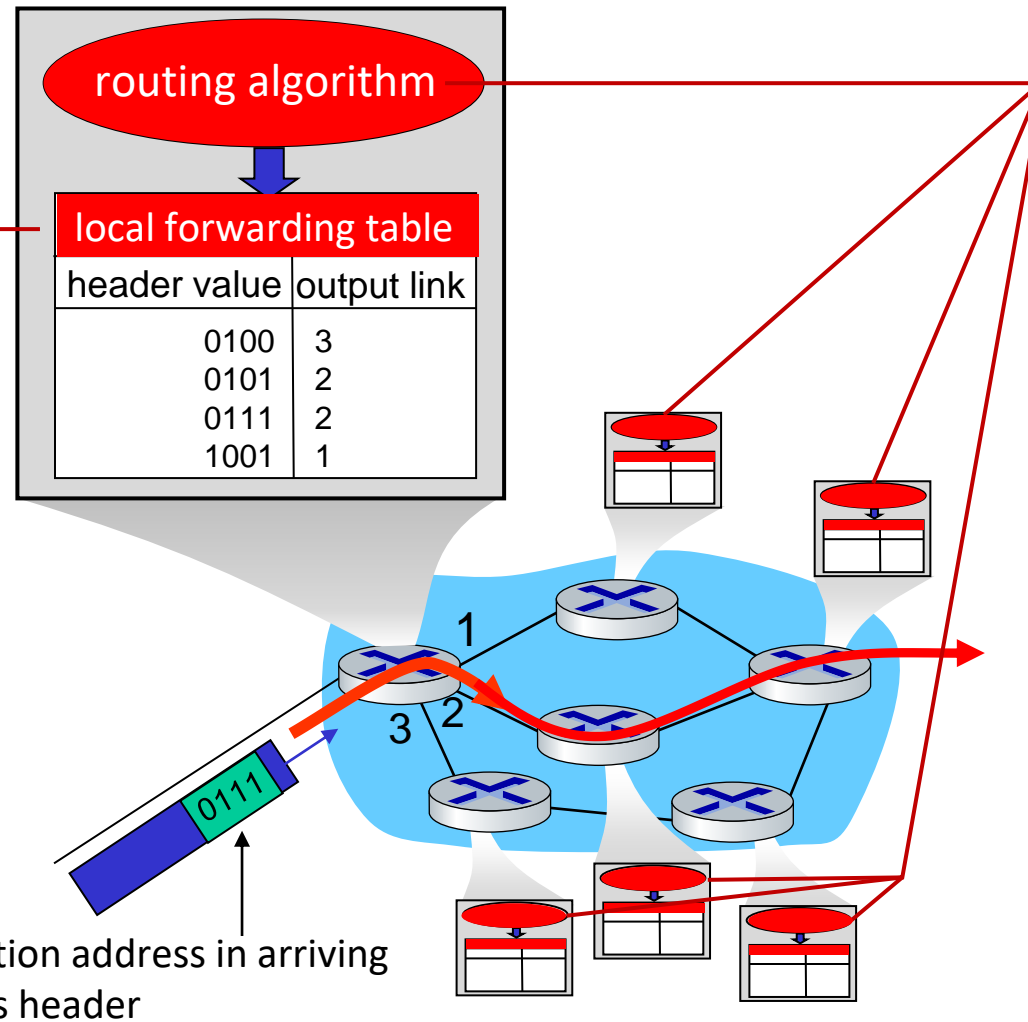 routing algorithm
local forwarding table
header value output link
0100 3
0101 2
0111 2
1001 1
1
2
3
0111
tion address in arriving
s header